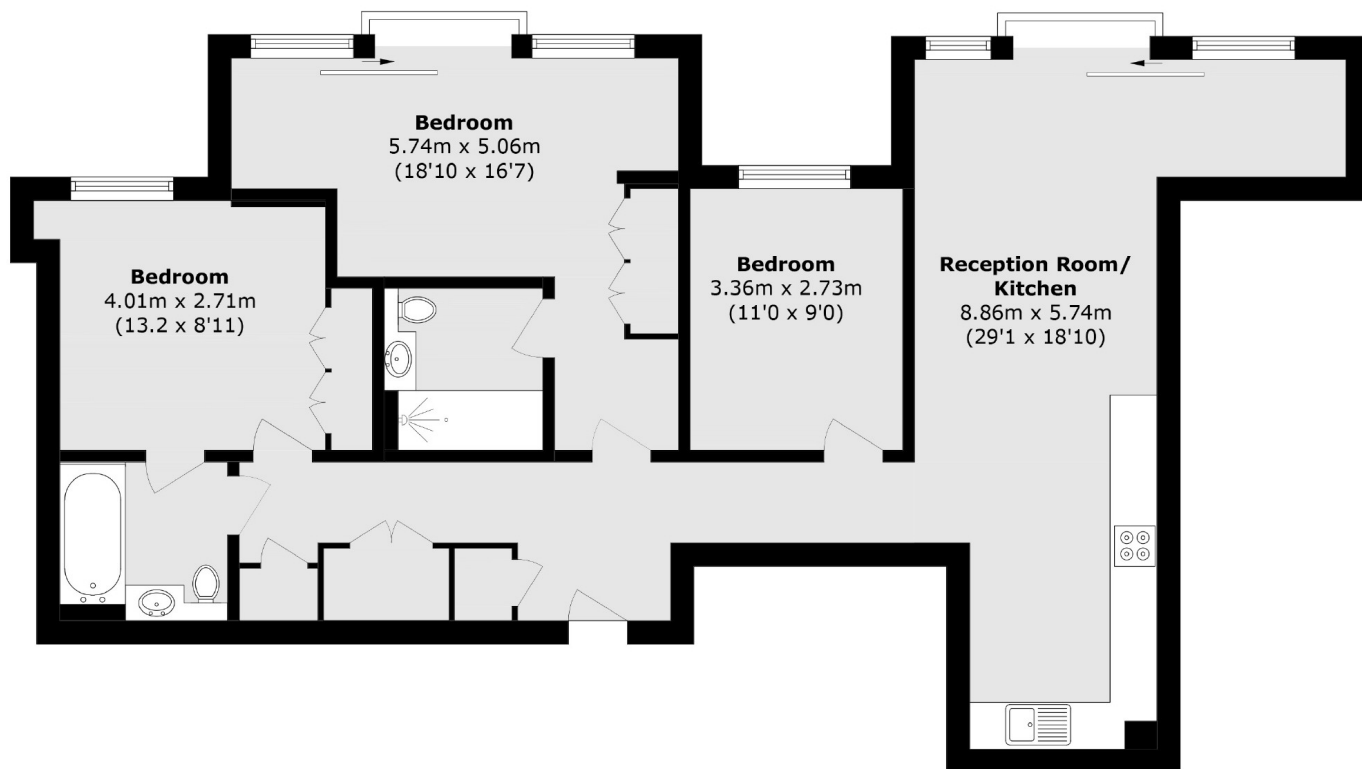 Bedroom
5.74m x 5.06m
(18'10 x 16'7)
Bedroom
4.01m x 2.71m
(13.2 x 8'11)
Bedroom
3.36m x 2.73m
(11'0 x 9'0)
Reception Room/
Kitchen
8.86m x 5.74m
(29'1 x 18'10)